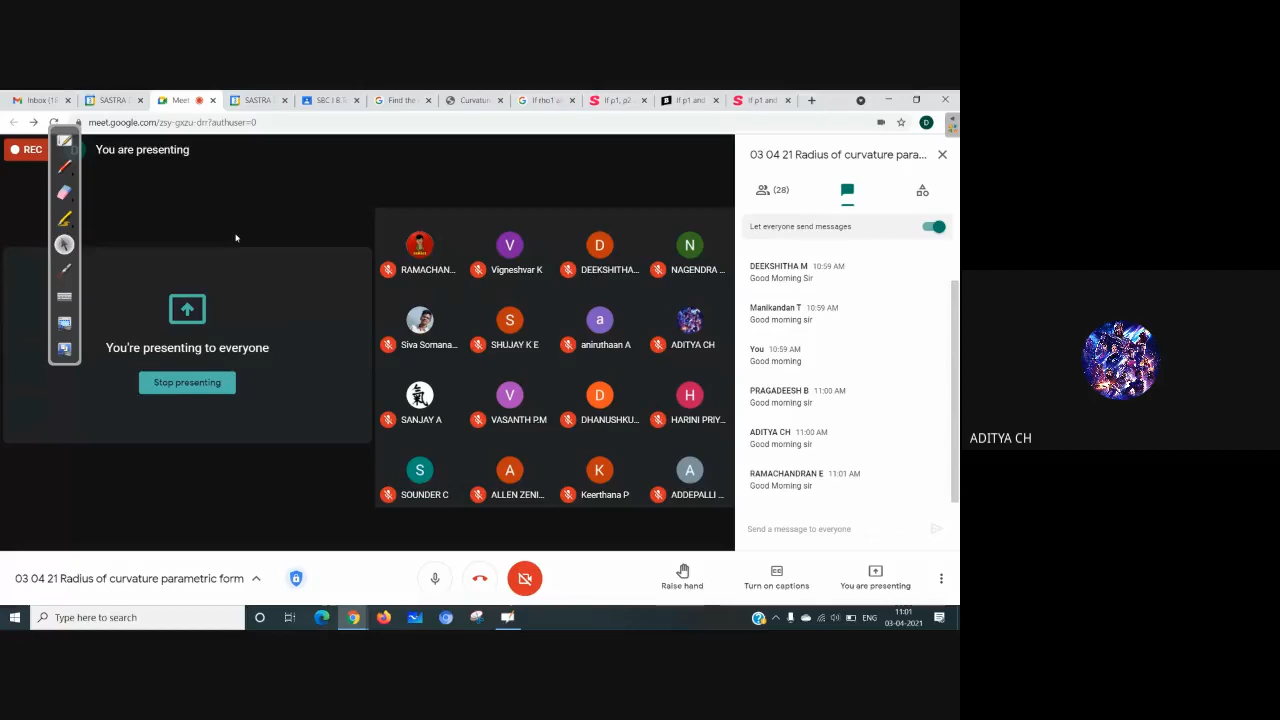 Inbox (18
SASTRA
Meet
SASTRA
SBC | B.Te
Find the
Curvatur
If rho1 an
If p1, p2
If p1 and
If p1 and
meet.google.com/zsy-gxzu-drr?authuser=0
D
REC
You are presenting
03 04 21 Radius of curvature para...
(28)
Let everyone send messages
V
D
N
RAMACHAN...
Vigneshvar K
DEEKSHITHA...
NAGENDRA ...
DEEKSHITHA M 10:59 AM
Good Morning Sir
Manikandan T 10:59 AM
Good morning sir
S
a
Siva Somana...
SHUJAY K E
aniruthaan A
ADITYA CH
You're presenting to everyone
Stop presenting
You 10:59 AM
Good morning
PRAGADEESH B 11:00 AM
Good morning sir
氣
V
D
H
SANJAY A
VASANTH P.M
DHANUSHKU...
HARINI PRIY...
ADITYA CH 11:00 AM
Good morning sir
ADITYA CH
S
A
K
A
SOUNDER C
ALLEN ZENI...
Keerthana P
ADDEPALLI ...
RAMACHANDRAN E 11:01 AM
Good Morning sir
Send a message to everyone
03 04 21 Radius of curvature parametric form
Raise hand
Turn on captions
You are presenting
Type here to search
ENG
11:01
03-04-2021